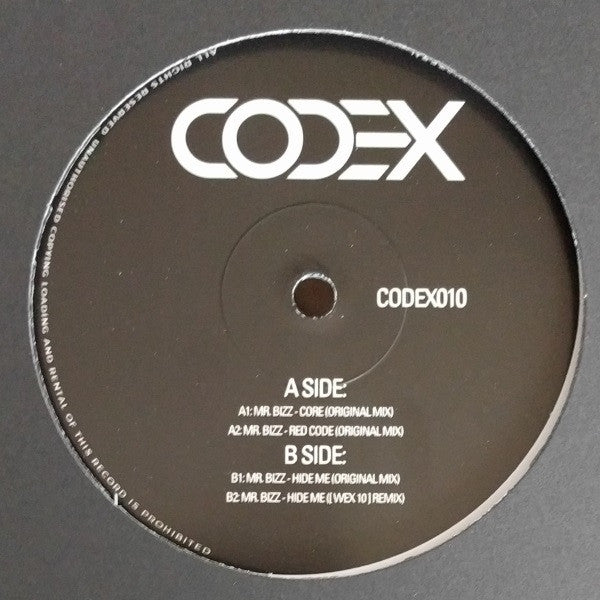 CODEX
CODEX010
A SIDE:
A1: MR. BIZZ - CORE (ORIGINAL MIX)
A2: MR. BIZZ - RED CODE (ORIGINAL MIX)
B SIDE:
B1: MR. BIZZ - HIDE ME (ORIGINAL MIX)
B2: MR. BIZZ - HIDE ME ([ WEX 10 ] REMIX)
ALL RIGHTS RESERVED UNAUTHORISED COPYING LOADING AND RENTAL OF THIS RECORD IS PROHIBITED